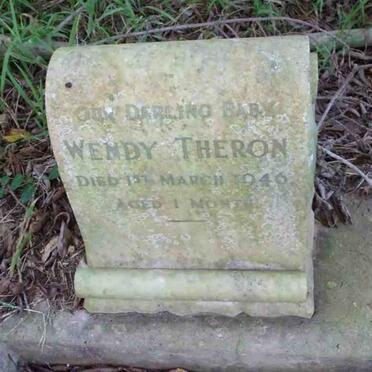 Our Darling Baby
Wendy Theron
Died 1st March 1946
Aged 1 Month